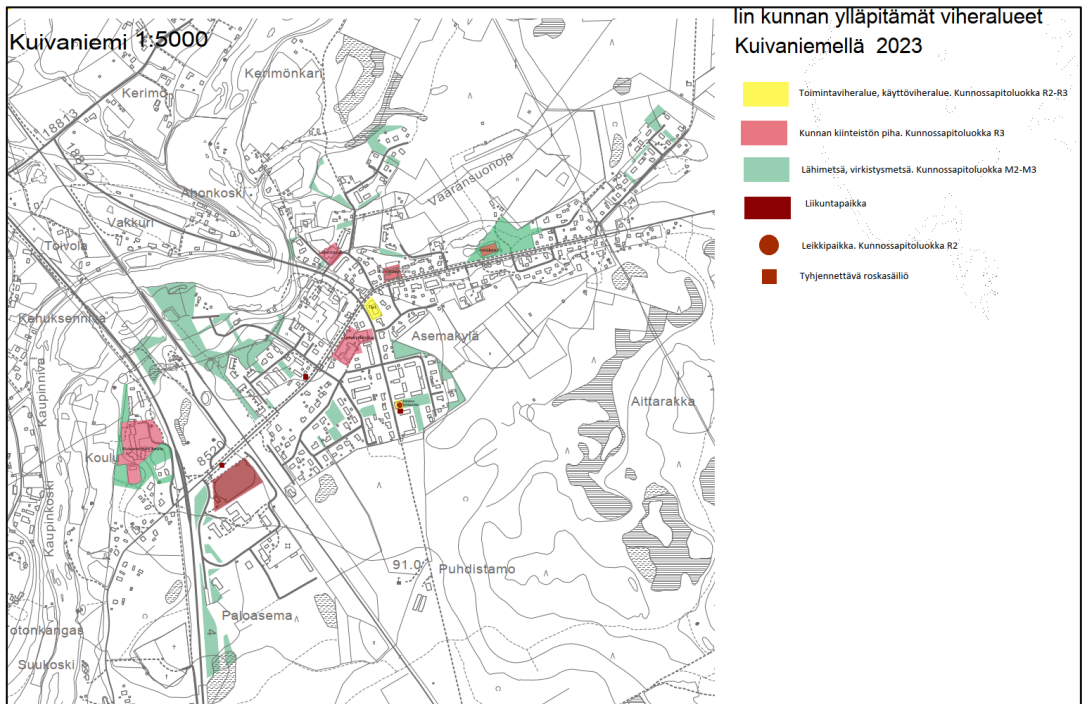 Iin kunnan ylläpitämät viheralueet
Kuivaniemellä 2023
Kuivaniemi 1:5000
Toimintaviheralue, käyttöviheralue. Kunnossapitoluokka R2-R3
Kunnan kiinteistön piha. Kunnossapitoluokka R3
Lähimetsä, virkistysmetsä. Kunnossapitoluokka M2-M3
Liikuntapaikka
Leikkipaikka. Kunnossapitoluokka R2
Tyhjennettävä roskasäiliö
Kerimönkari
Kerimö
18813
18812
Ahonkoski
Vääränsuonoja
Vakkuri
Toivola
Kenuksenniva
Asemakylä
Kaupinniva
Aittarakka
Koulu
8520
Kaupinkoski
91.0
Puhdistamo
Paloasema
4
otonkangas
Suukoski